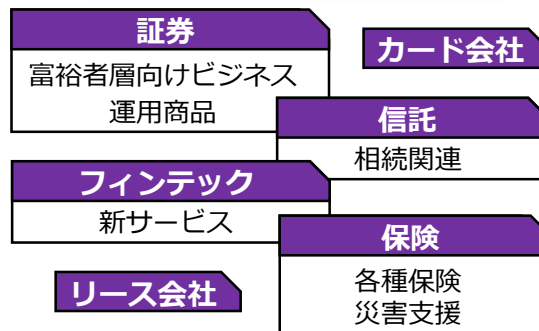 証券
富裕者層向けビジネス
運用商品
カード会社
信託
相続関連
フィンテック
新サービス
保険
各種保険
災害支援
リース会社